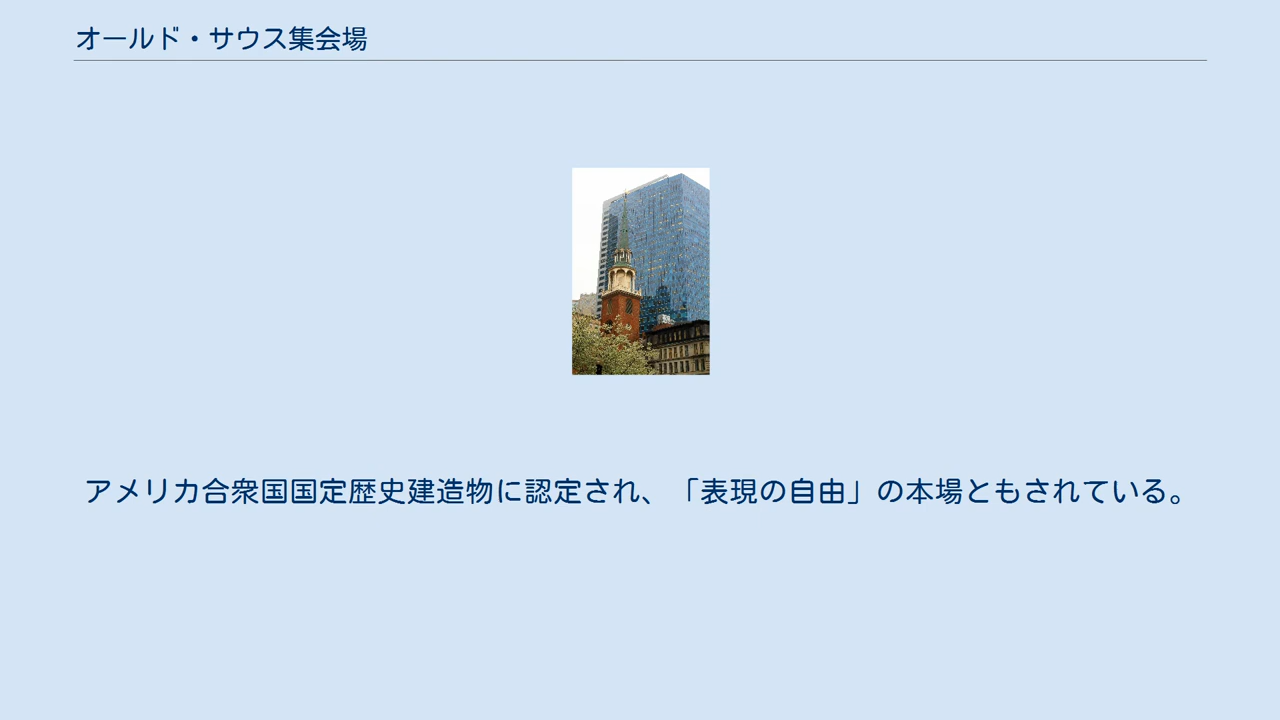 オールド・サウス集会場
アメリカ合衆国国定歴史建造物に認定され、「表現の自由」の本場ともされている。